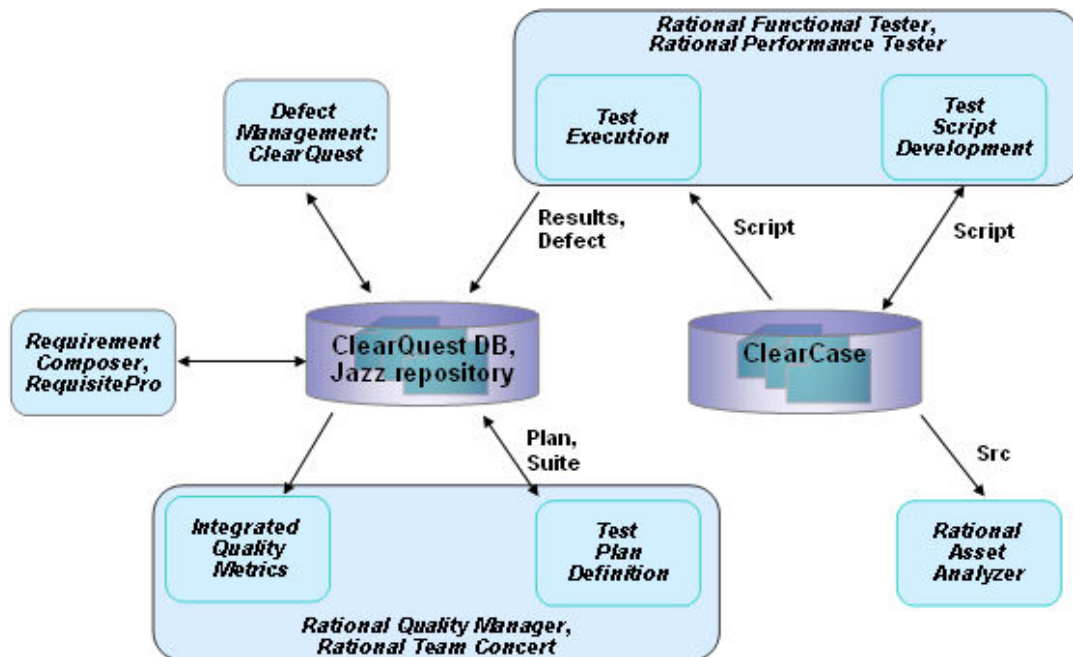 Rational Functional Tester,
Rational Performance Tester
Defect
Management:
ClearQuest
Test
Execution
Test
Script
Development
Results,
Defect
Script
Script
Requirement
Composer,
RequisitePro
ClearQuest DB,
Jazz repository
ClearCase
Plan,
Suite
Src
Integrated
Quality
Metrics
Test
Plan
Definition
Rational
Asset
Analyzer
Rational Quality Manager,
Rational Team Concert